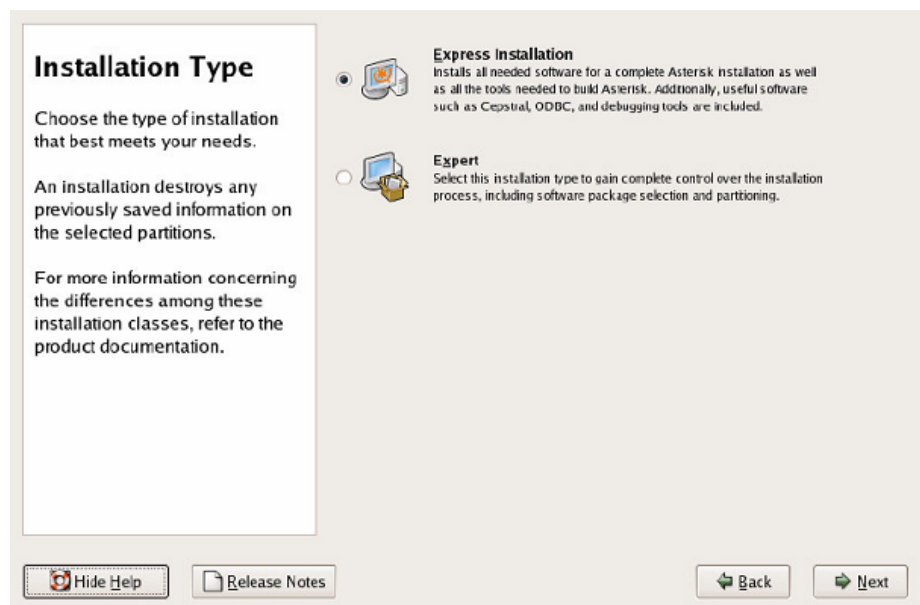 Installation Type
Choose the type of installation
that best meets your needs.
An installation destroys any
previously saved information on
the selected partitions.
For more information concerning
the differences among these
installation classes, refer to the
product documentation.
Express Installation
Installs all needed software for a complete Asterisk installation as well
as all the tools needed to build Asterisk. Additionally, useful software
such as Cepstral, ODBC, and debugging tools are included.
Expert
Select this installation type to gain complete control over the installation
process, including software package selection and partitioning.
Hide Help
Release Notes
Back
Next